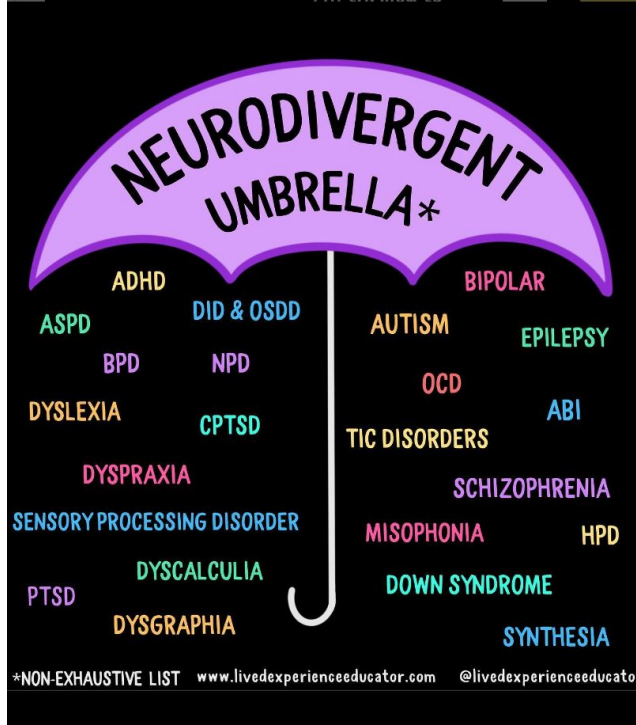 NEURODIVERGENT
UMBRELLA*
ADHD
BIPOLAR
ASPD
DID & OSDD
AUTISM
EPILEPSY
BPD
NPD
OCD
DYSLEXIA
CPTSD
ABI
TIC DISORDERS
DYSPRAXIA
SCHIZOPHRENIA
SENSORY PROCESSING DISORDER
MISOPHONIA
HPD
DYSCALCULIA
DOWN SYNDROME
PTSD
DYSGRAPHIA
SYNTHESIA
*NON-EXHAUSTIVE LIST www.livedexperienceeducator.com @livedexperienceeducato